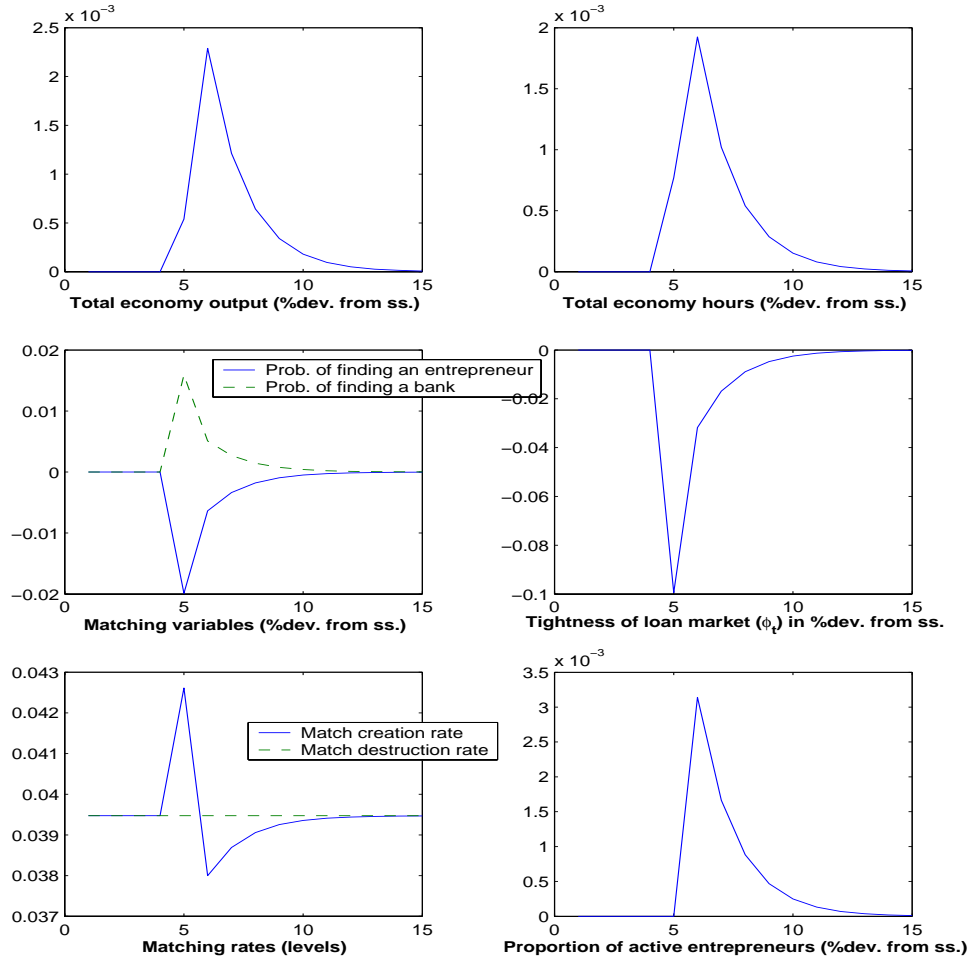 x 10⁻³
2.5
2
1.5
1
0.5
0
0 5 10 15
Total economy output (%dev. from ss.)
x 10⁻³
2
1.5
1
0.5
0
0 5 10 15
Total economy hours (%dev. from ss.)
0.02
0.01
0
−0.01
−0.02
0 5 10 15
Prob. of finding an entrepreneur
Prob. of finding a bank
Matching variables (%dev. from ss.)
0
−0.02
−0.04
−0.06
−0.08
−0.1
0 5 10 15
Tightness of loan market (ϕt) in %dev. from ss.
0.043
0.042
0.041
0.04
0.039
0.038
0.037
0 5 10 15
Match creation rate
Match destruction rate
Matching rates (levels)
x 10⁻³
3.5
3
2.5
2
1.5
1
0.5
0
0 5 10 15
Proportion of active entrepreneurs (%dev. from ss.)